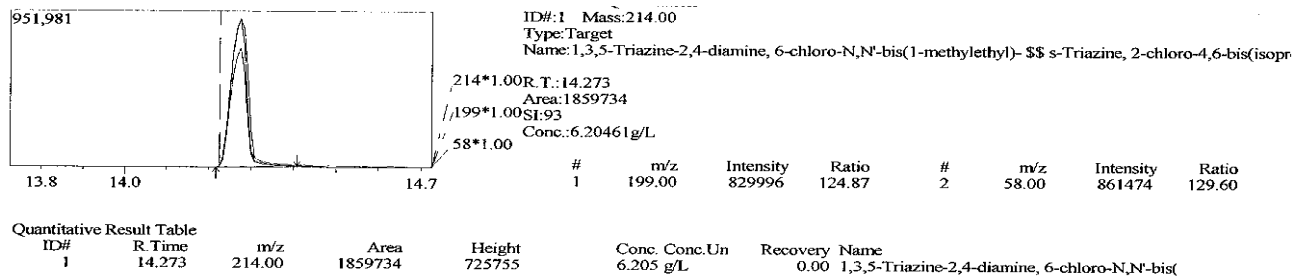 951,981
ID#:1 Mass:214.00
Type:Target
Name:1,3,5-Triazine-2,4-diamine, 6-chloro-N,N'-bis(1-methylethyl)- $$ s-Triazine, 2-chloro-4,6-bis(isopr
214*1.00 R.T.:14.273
Area:1859734
199*1.00 SI:93
Conc.:6.20461g/L
58*1.00
# m/z Intensity Ratio # m/z Intensity Ratio
1 199.00 829996 124.87 2 58.00 861474 129.60
13.8 14.0 14.7
Quantitative Result Table
ID# R.Time m/z Area Height Conc. Conc.Un Recovery Name
1 14.273 214.00 1859734 725755 6.205 g/L 0.00 1,3,5-Triazine-2,4-diamine, 6-chloro-N,N'-bis(